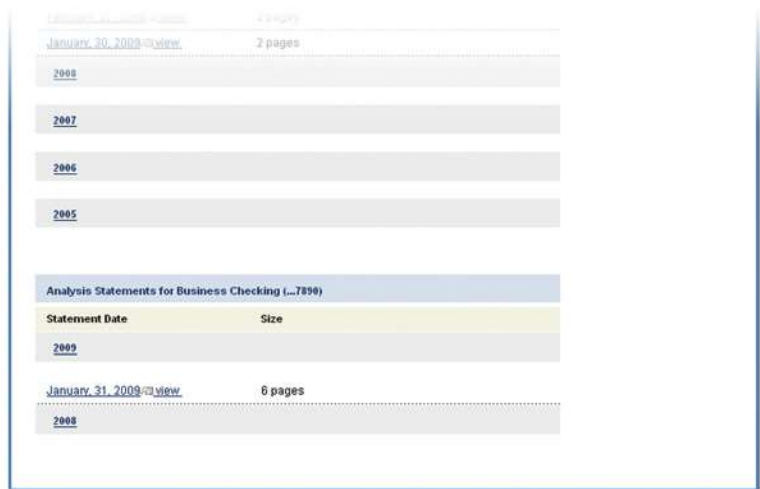 January, 30, 2009 view 2 pages
2008
2007
2006
2005
Analysis Statements for Business Checking (...7890)
Statement Date Size
2009
January, 31, 2009 view 6 pages
2008